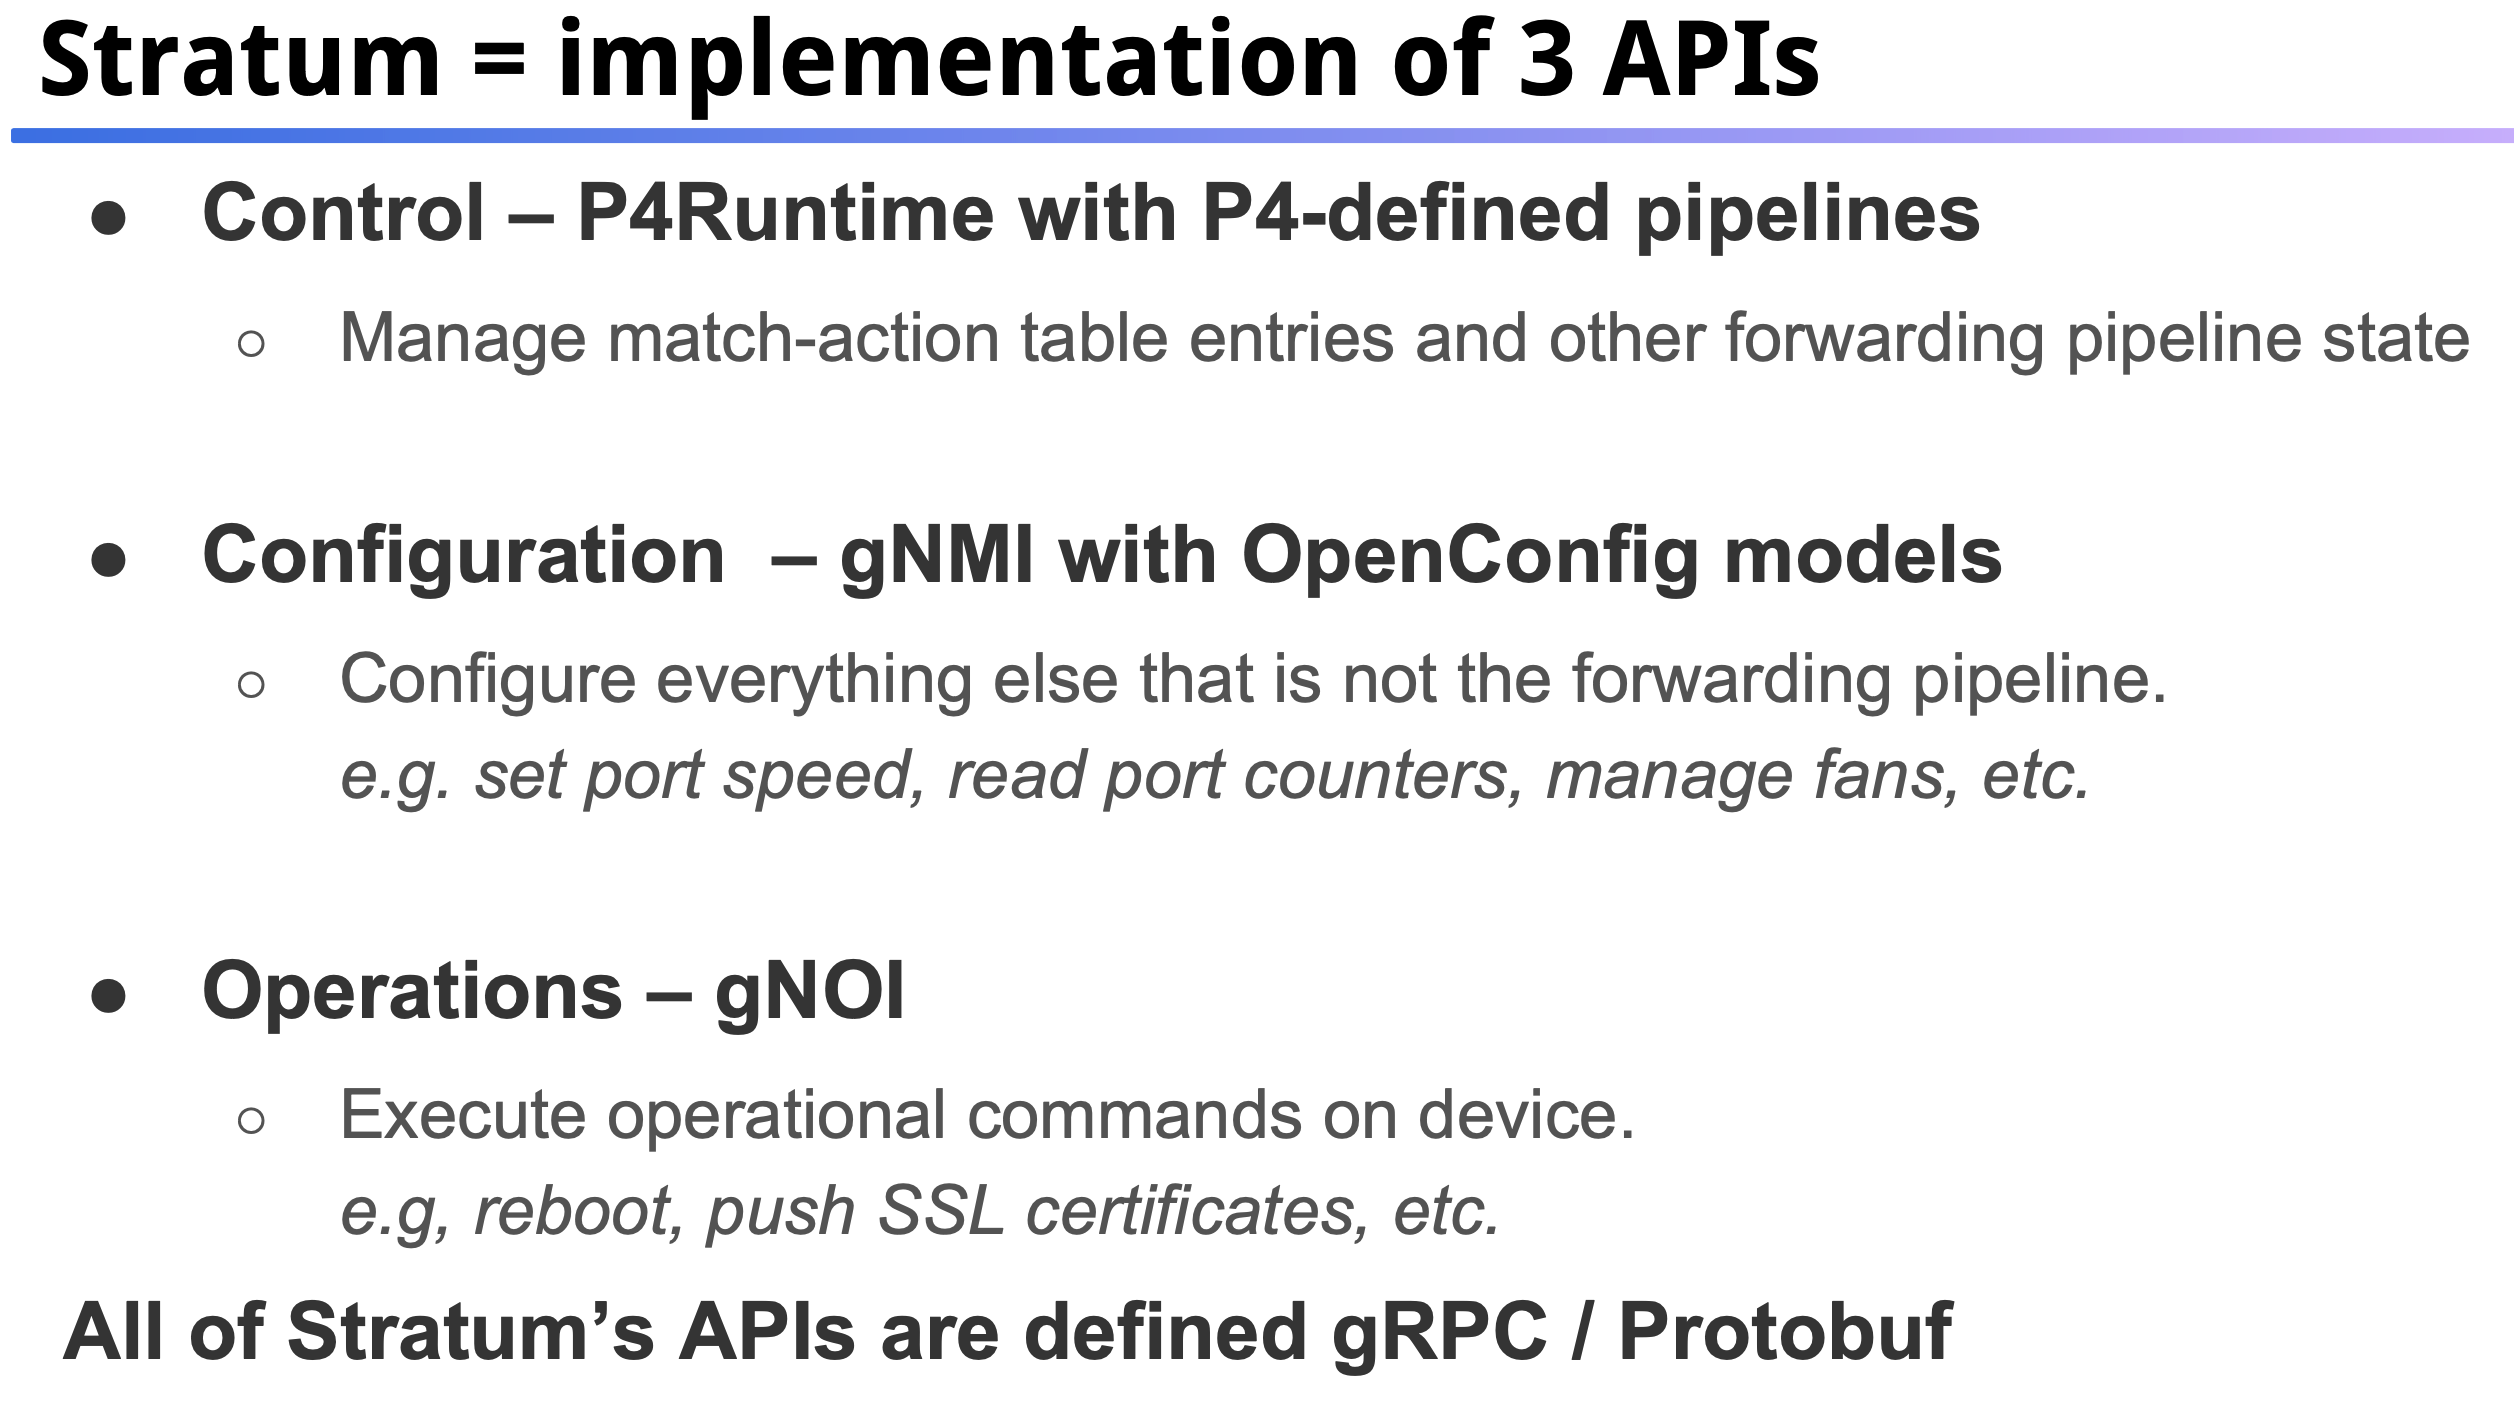 Stratum = implementation of 3 APIs
● Control – P4Runtime with P4-defined pipelines
○ Manage match-action table entries and other forwarding pipeline state
● Configuration  – gNMI with OpenConfig models
○ Configure everything else that is not the forwarding pipeline.
e.g. set port speed, read port counters, manage fans, etc.
● Operations – gNOI
○ Execute operational commands on device.
e.g, reboot, push SSL certificates, etc.
All of Stratum’s APIs are defined gRPC / Protobuf